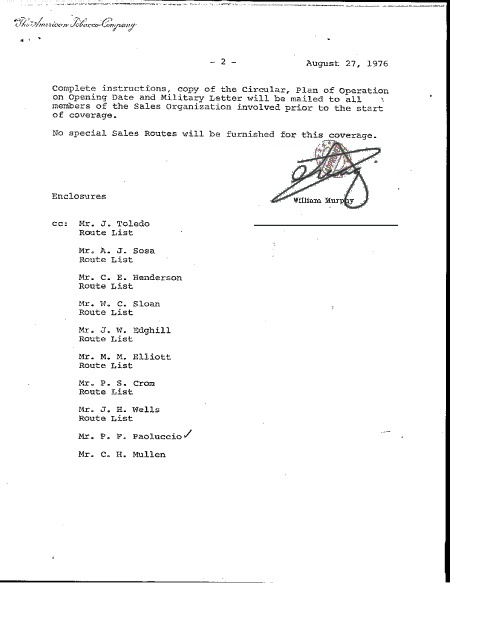 The American Tobacco Company
- 2 -
August 27, 1976
Complete instructions, copy of the Circular, Plan of Operation
on Opening Date and Military Letter will be mailed to all
members of the Sales Organization involved prior to the start
of coverage.
No special Sales Routes will be furnished for this coverage.
William Murphy
Enclosures
cc: Mr. J. Toledo
Route List
Mr. A. J. Sosa
Route List
Mr. C. E. Henderson
Route List
Mr. W. C. Sloan
Route List
Mr. J. W. Edghill
Route List
Mr. M. M. Elliott
Route List
Mr. P. S. Crom
Route List
Mr. J. H. Wells
Route List
Mr. P. F. Paoluccio ✓
Mr. C. H. Mullen